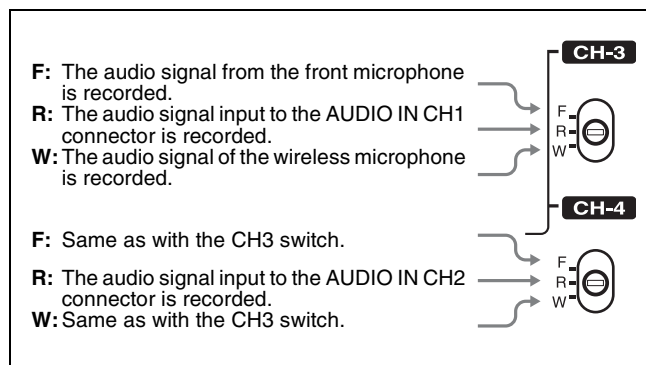 CH-3
F: The audio signal from the front microphone
is recorded.
R: The audio signal input to the AUDIO IN CH1
connector is recorded.
W: The audio signal of the wireless microphone
is recorded.
F
R
W
CH-4
F: Same as with the CH3 switch.
R: The audio signal input to the AUDIO IN CH2
connector is recorded.
W: Same as with the CH3 switch.
F
R
W